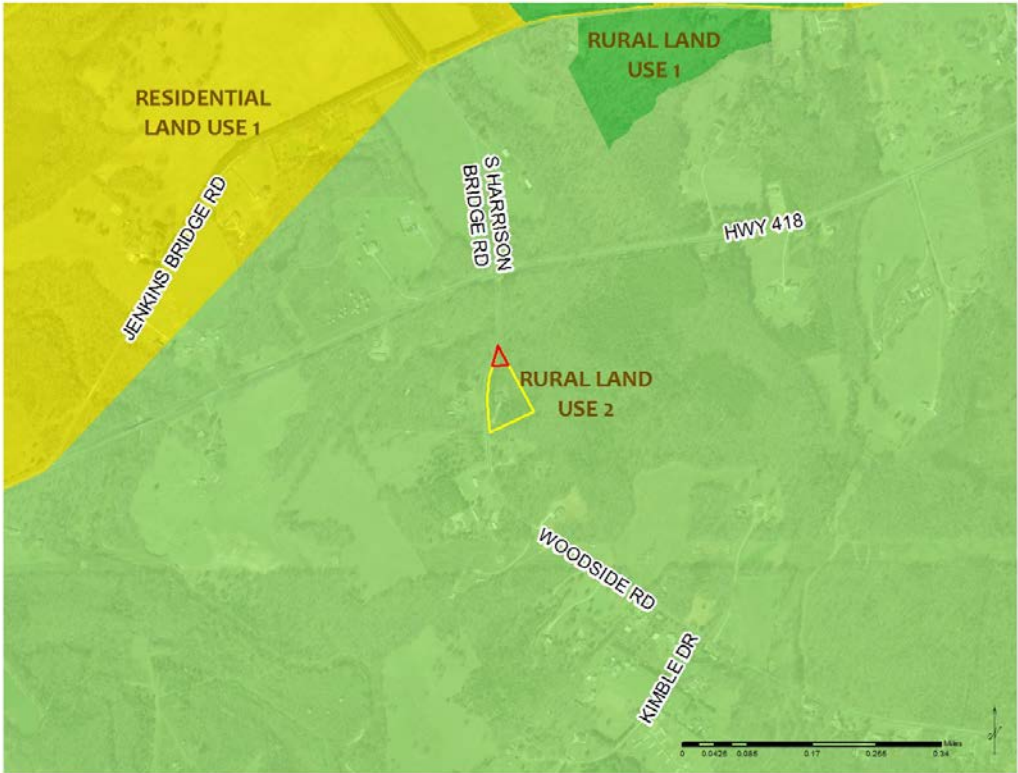 RURAL LAND
USE 1
RESIDENTIAL
LAND USE 1
JENKINS BRIDGE RD
S HARRISON
BRIDGE RD
HWY 418
RURAL LAND
USE 2
WOODSIDE RD
KIMBLE DR
Miles
0 0.0425 0.085 0.17 0.255 0.34
N